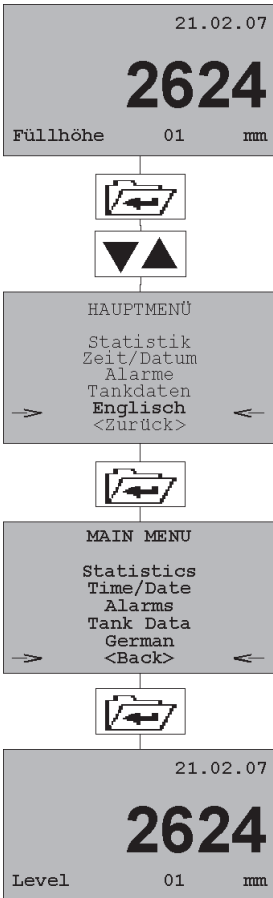 21.02.07
2624
Füllhöhe 01 mm
HAUPTMENÜ
Statistik
Zeit/Datum
Alarme
Tankdaten
Englisch
<Zurück>
MAIN MENU
Statistics
Time/Date
Alarms
Tank Data
German
<Back>
21.02.07
2624
Level 01 mm